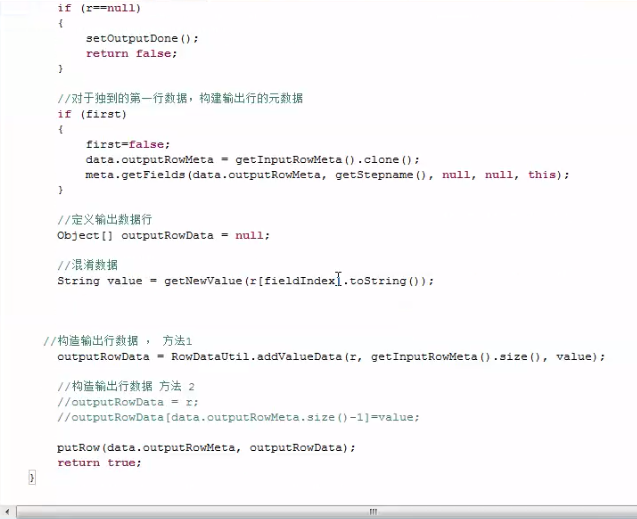 if (r==null)
{
setOutputDone();
return false;
}
//对于独到的第一行数据，构建输出行的元数据
if (first)
{
first=false;
data.outputRowMeta = getInputRowMeta().clone();
meta.getFields(data.outputRowMeta, getStepname(), null, null, this);
}
//定义输出数据行
Object[] outputRowData = null;
//混淆数据
String value = getNewValue(r[fieldIndex].toString());
//构造输出行数据 ， 方法1
outputRowData = RowDataUtil.addValueData(r, getInputRowMeta().size(), value);
//构造输出行数据 方法 2
//outputRowData = r;
//outputRowData[data.outputRowMeta.size()-1]=value;
putRow(data.outputRowMeta, outputRowData);
return true;
}